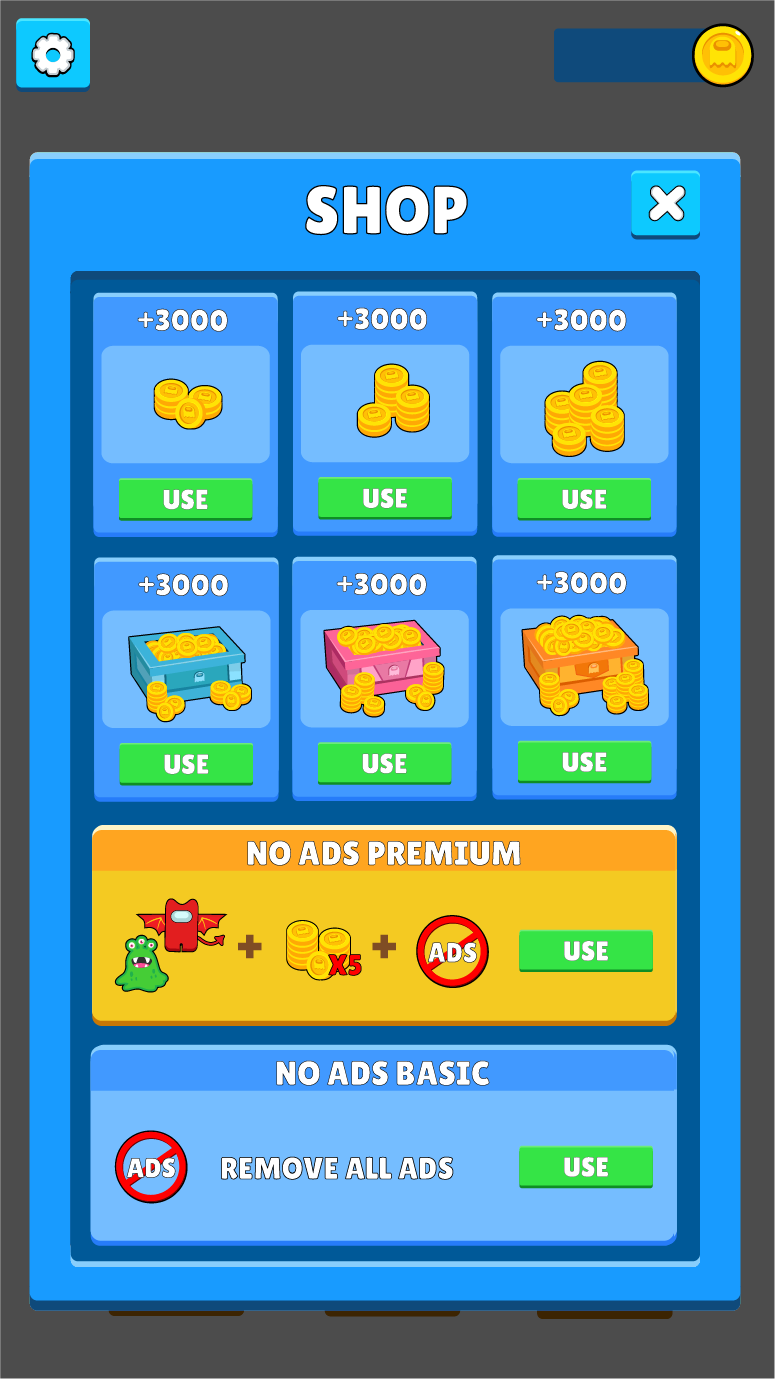 SHOP
+3000
+3000
+3000
USE
USE
USE
+3000
+3000
+3000
USE
USE
USE
NO ADS PREMIUM
+ X5 + ADS USE
NO ADS BASIC
ADS REMOVE ALL ADS USE